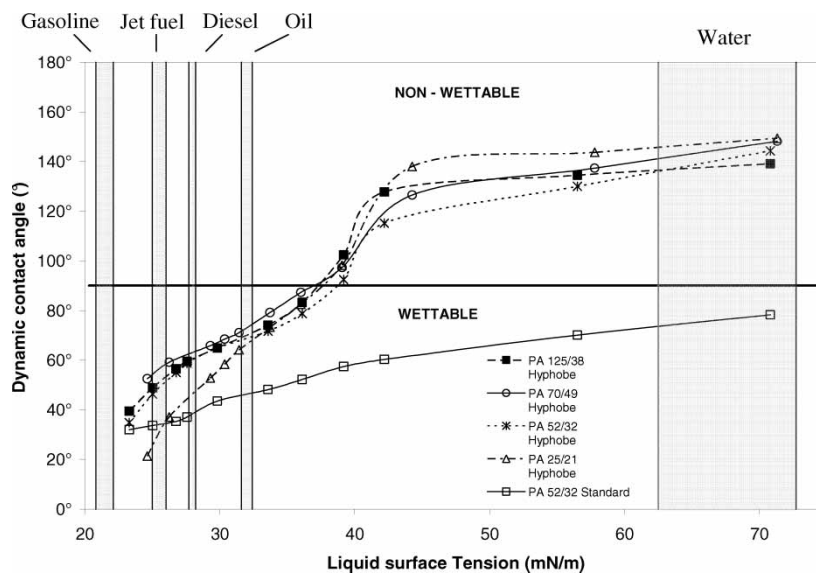 Gasoline Jet fuel Diesel Oil Water
180°
160°
140°
120°
100°
80°
60°
40°
20°
0°
Dynamic contact angle (°)
NON - WETTABLE
WETTABLE
PA 125/38
Hyphobe
PA 70/49
Hyphobe
PA 52/32
Hyphobe
PA 25/21
Hyphobe
PA 52/32 Standard
20 30 40 50 60 70
Liquid surface Tension (mN/m)